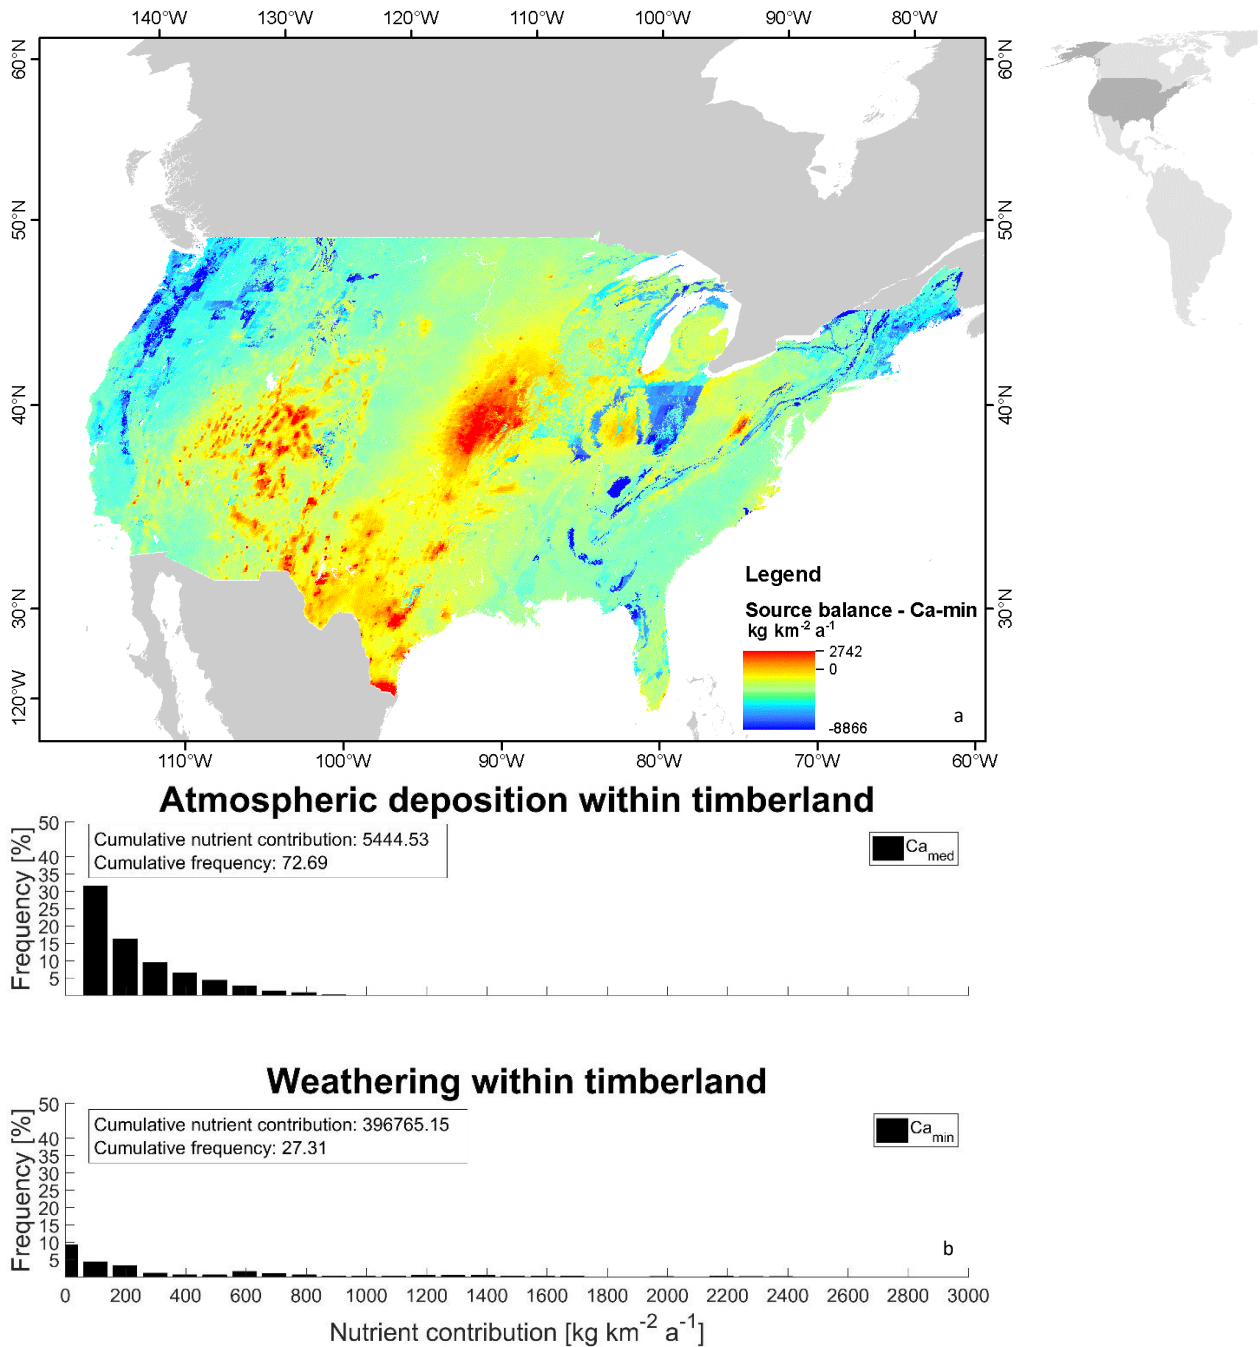 140°W 130°W 120°W 110°W 100°W 90°W 80°W
60°N 60°N
50°N 50°N
40°N 40°N
30°N 30°N
120°W
Legend
Source balance - Ca-min
kg km-2 a-1
2742
0
-8866
a
110°W 100°W 90°W 80°W 70°W 60°W
Atmospheric deposition within timberland
50
40
35
30
25
20
15
10
5
Frequency [%]
Cumulative nutrient contribution: 5444.53
Cumulative frequency: 72.69
Ca med
Weathering within timberland
50
40
35
30
25
20
15
10
5
Frequency [%]
Cumulative nutrient contribution: 396765.15
Cumulative frequency: 27.31
Ca min
b
0 200 400 600 800 1000 1200 1400 1600 1800 2000 2200 2400 2600 2800 3000
Nutrient contribution [kg km-2 a-1]